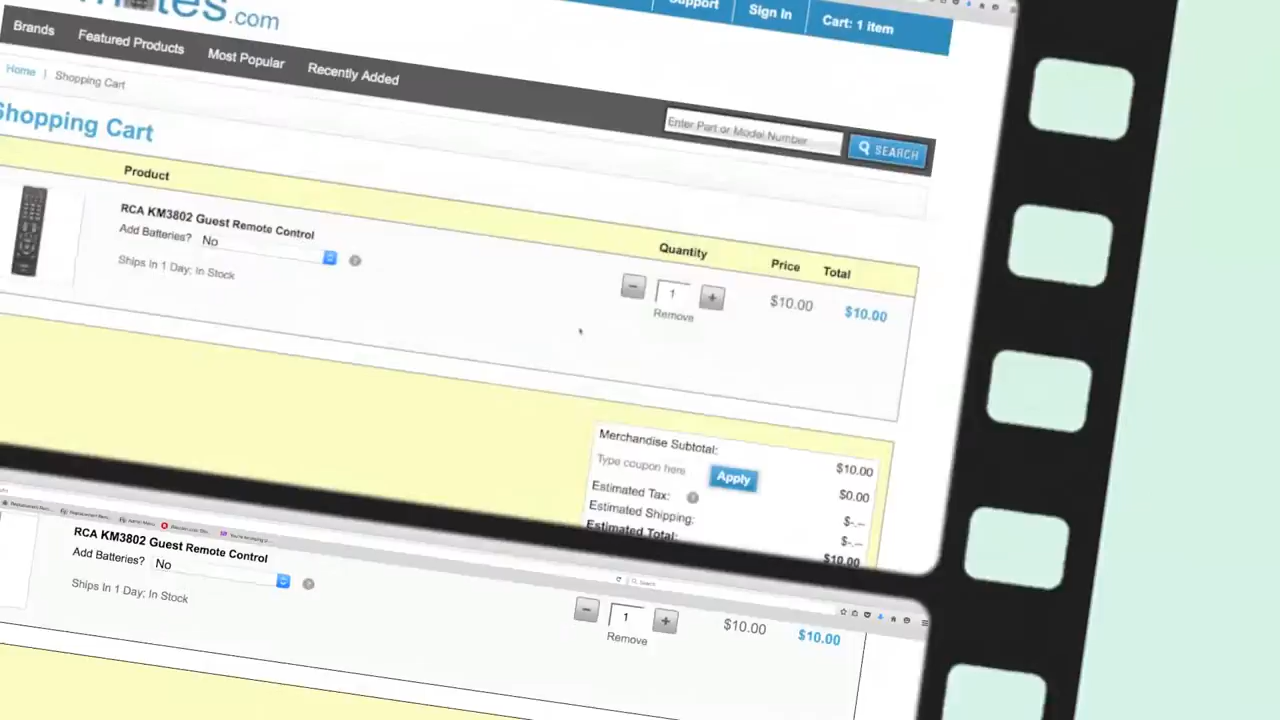 .com
Support
Sign In
Cart: 1 item
Brands
Featured Products
Most Popular
Recently Added
Home | Shopping Cart
Enter Part or Model Number
SEARCH
Shopping Cart
Product
Quantity
Price
Total
RCA KM3802 Guest Remote Control
Add Batteries? No
Ships In 1 Day; In Stock
1
Remove
$10.00
$10.00
Merchandise Subtotal:
$10.00
Type coupon here
Apply
$0.00
Estimated Tax:
$-.--
Estimated Shipping:
$-.--
Estimated Total:
$10.00
Search
RCA KM3802 Guest Remote Control
Add Batteries? No
Ships In 1 Day; In Stock
1
Remove
$10.00
$10.00